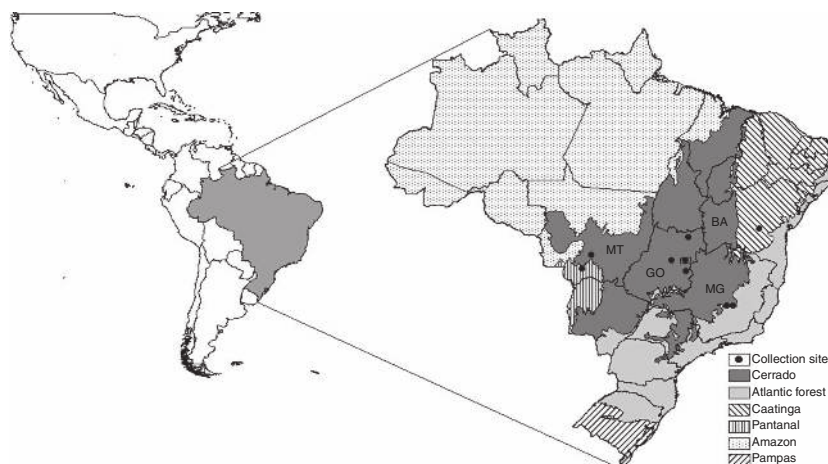 BA
MT
GO
MG
Collection site
Cerrado
Atlantic forest
Caatinga
Pantanal
Amazon
Pampas